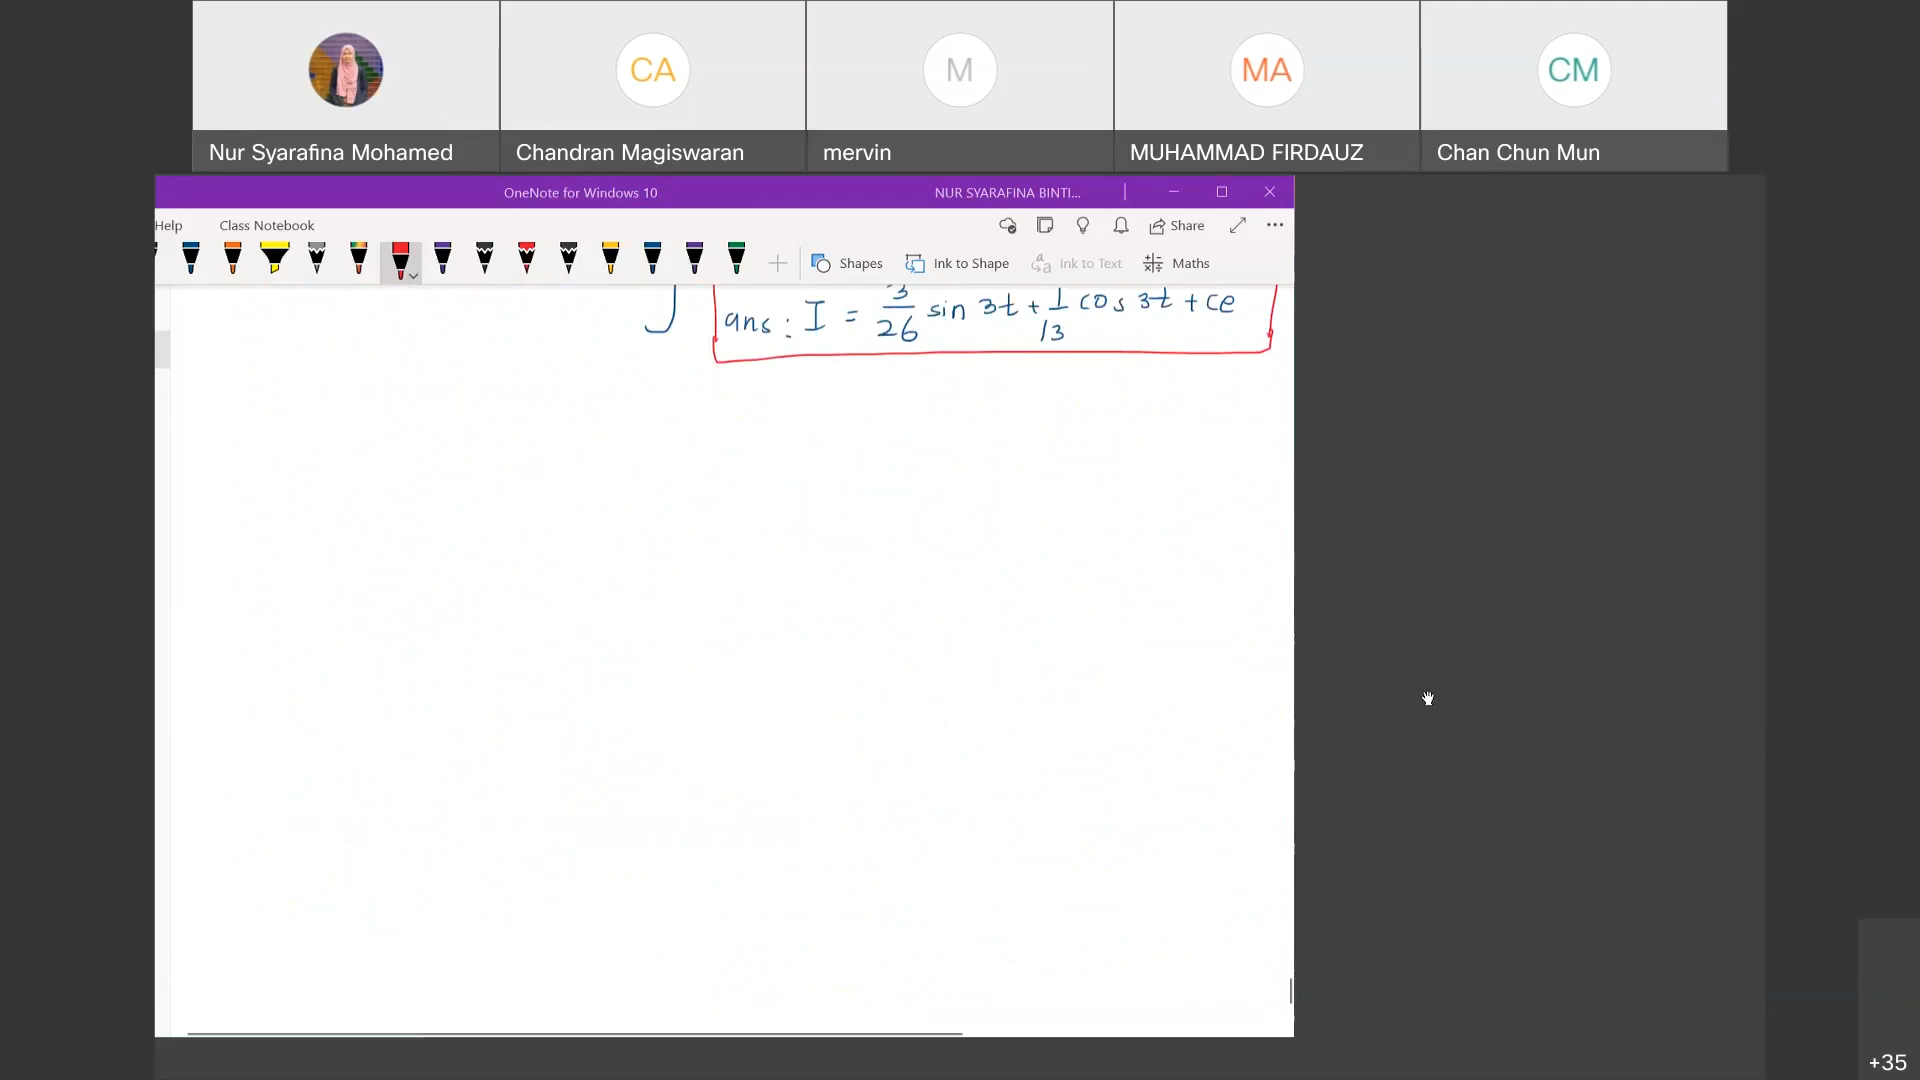 CA
M
MA
CM
Nur Syarafina Mohamed
Chandran Magiswaran
mervin
MUHAMMAD FIRDAUZ
Chan Chun Mun
OneNote for Windows 10
NUR SYARAFINA BINTI...
Help
Class Notebook
Share
Shapes
Ink to Shape
Ink to Text
Maths
ans : I = 3/26 sin 3t + 1/13 cos 3t + ce
+35